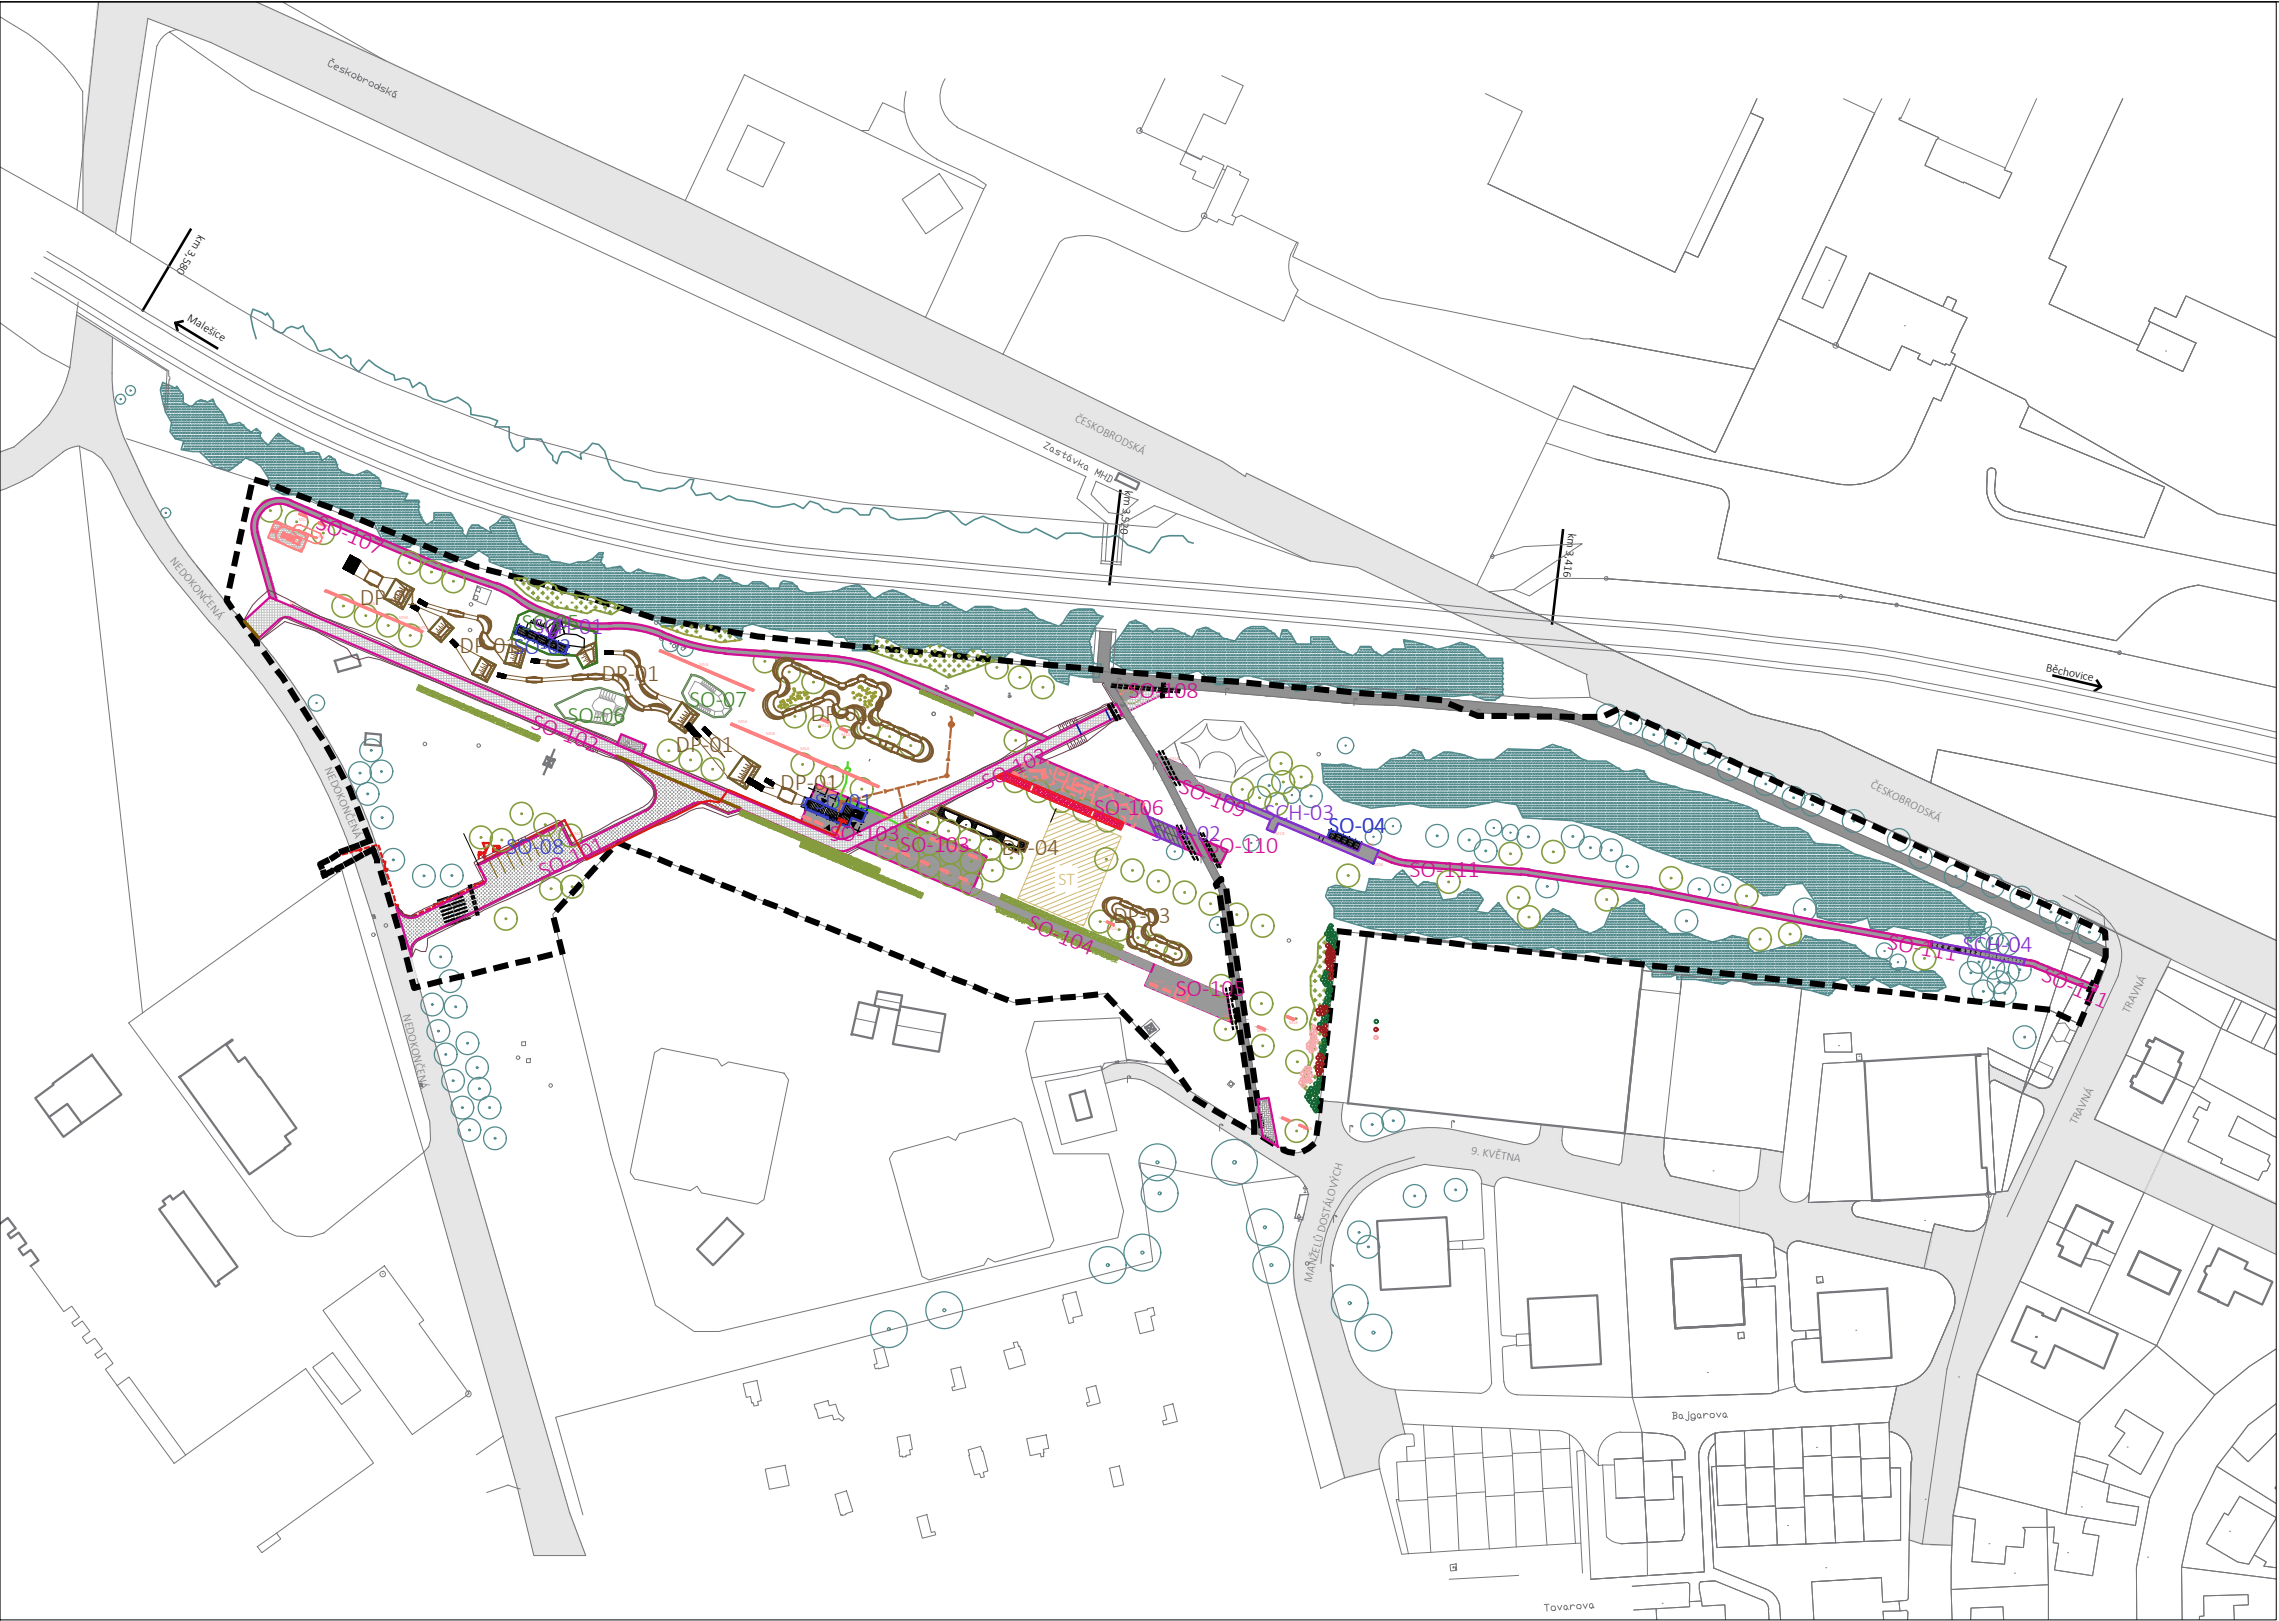 Českobrodská
km 3,580
Malešice
ČESKOBRODSKÁ
Zastávka MHD
km 3,520
km 3,416
Běchovice
NEDOKONČENÁ
SO-107
DP-01
DP-01
DP-01
SO-06
SO-07
SO-102
DP-01
DP-01
SO-108
SO-102
SO-106
SO-109
SCH-03
SO-04
SO-103
SO-103
SO-110
SO-08
ST
SO-111
ČESKOBRODSKÁ
NEDOKONČENÁ
SO-104
SO-105
SO-111
SCH-04
SO-111
TRAVNÁ
NEDOKONČENÁ
TRAVNÁ
9. KVĚTNA
MANŽELŮ DOSTÁLOVÝCH
Bajgarova
Tovarova